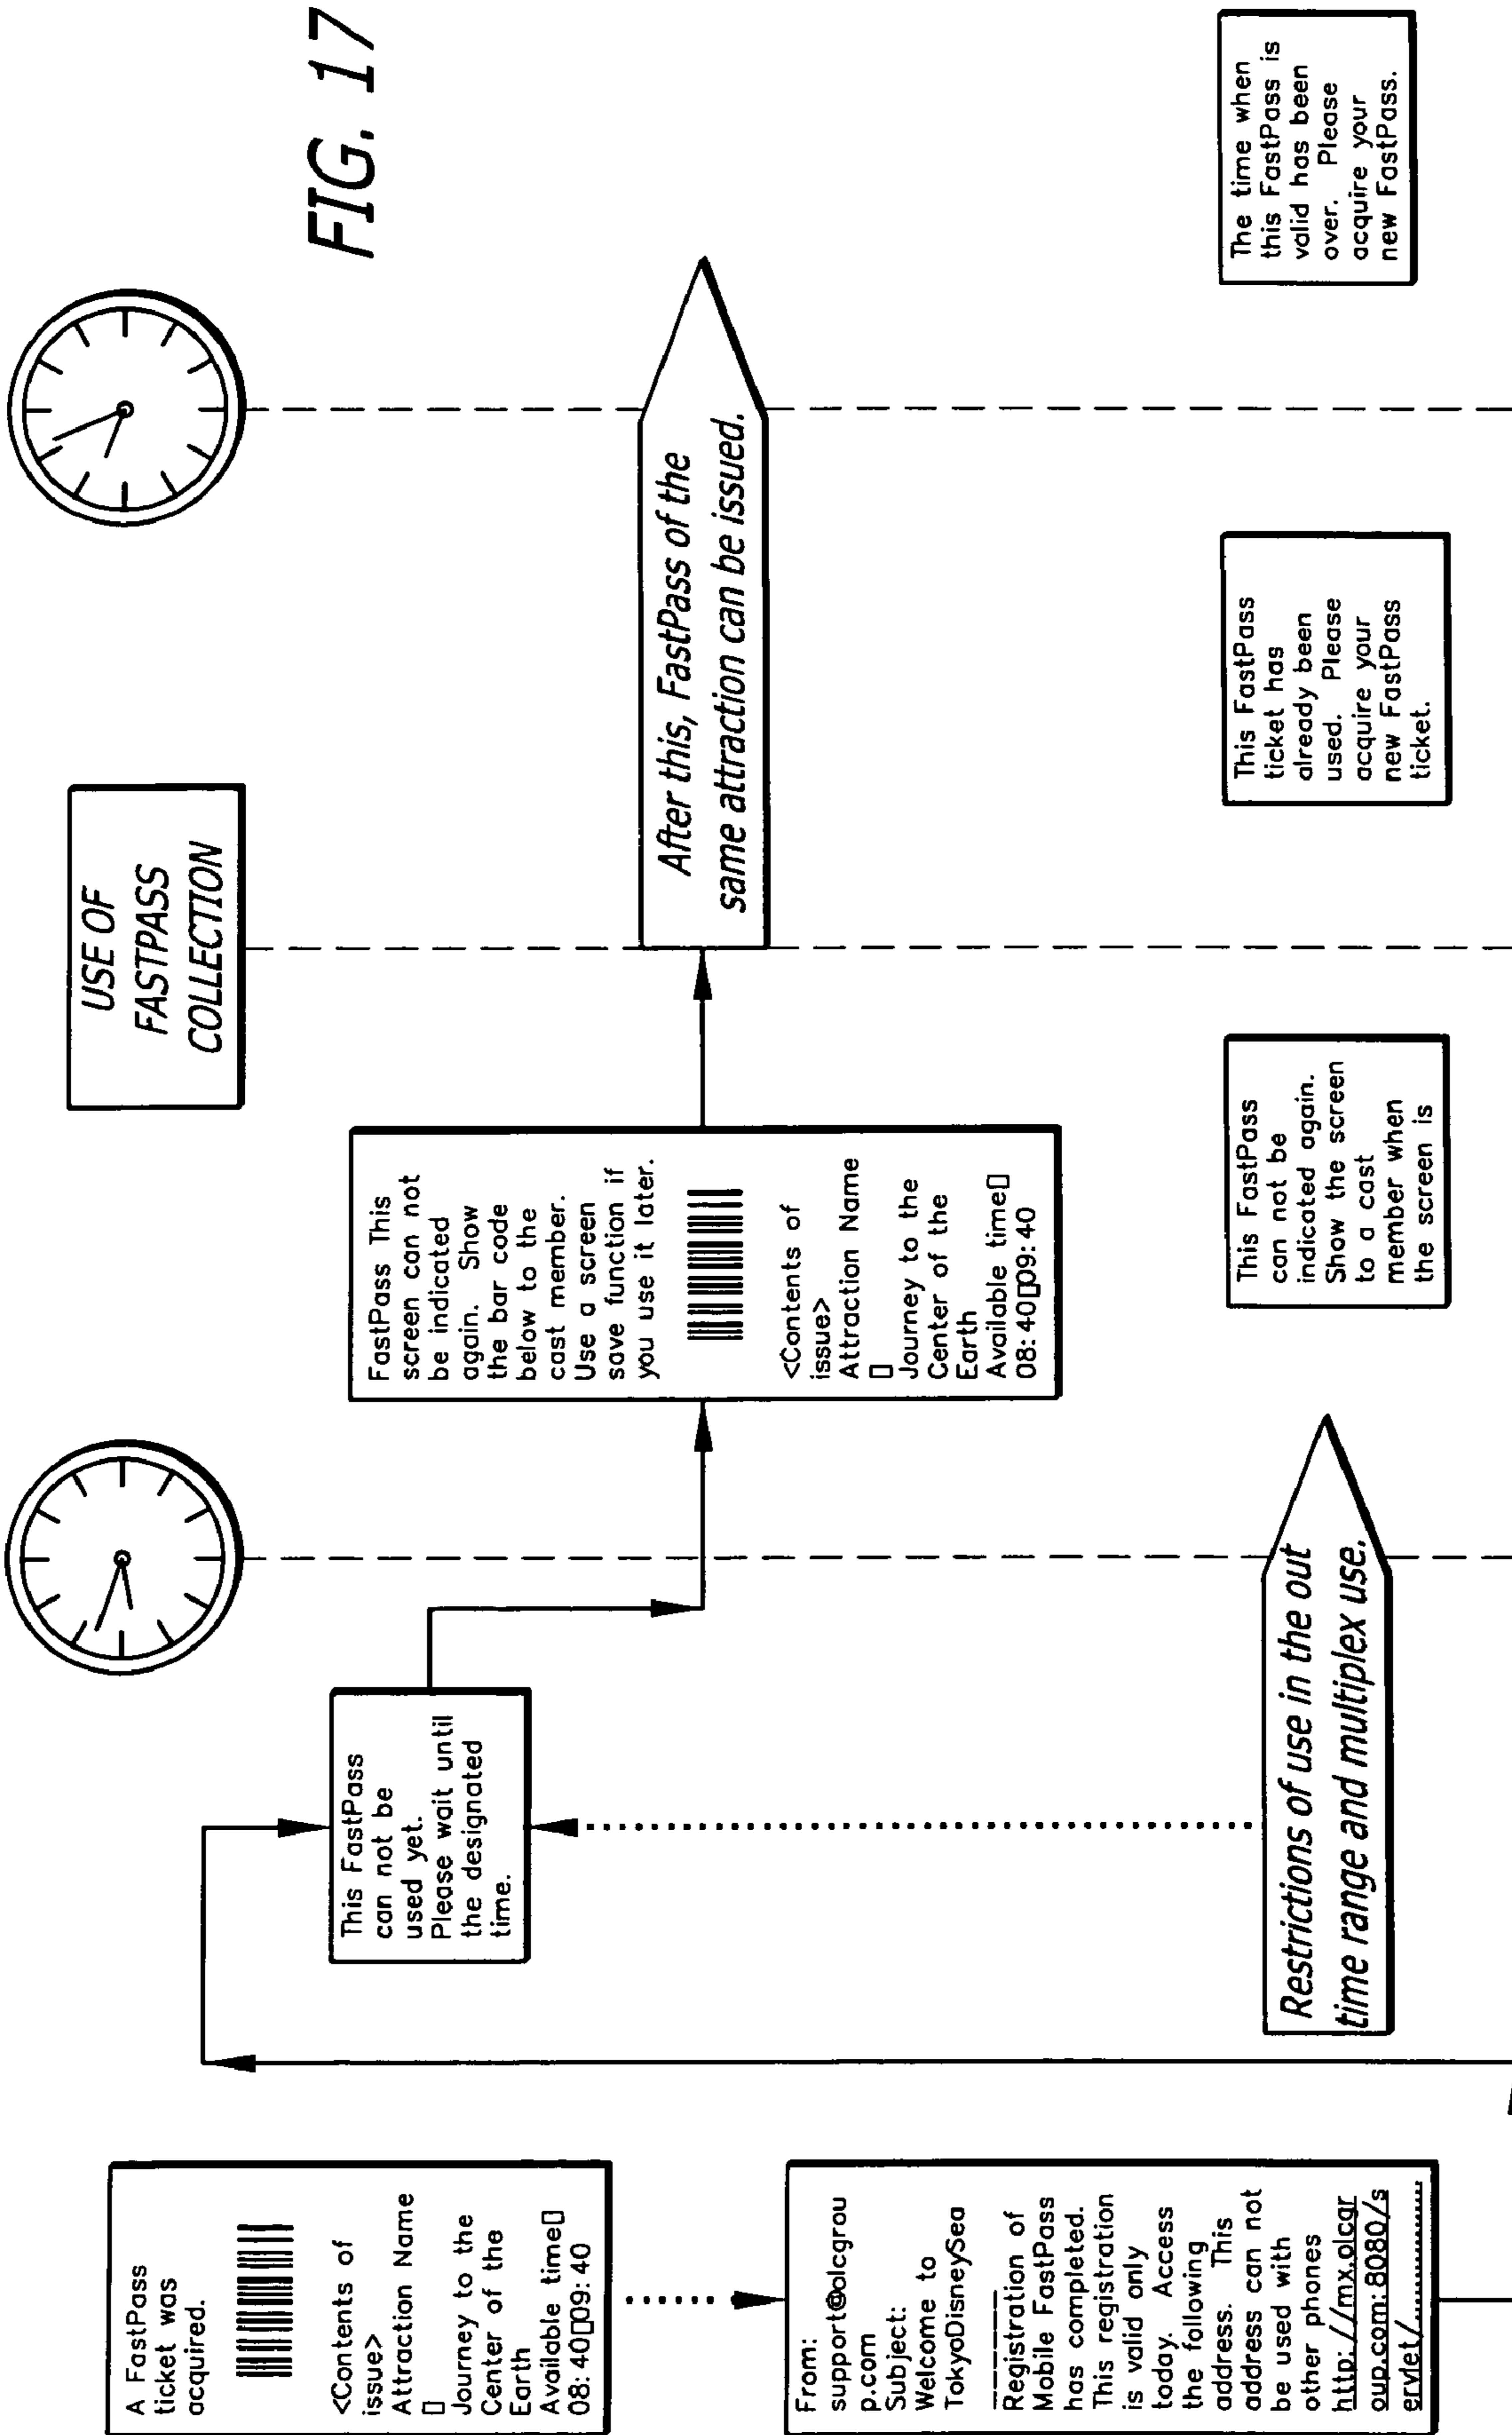 FIG. 17
A FastPass
ticket was
acquired.
<Contents of
issue>
Attraction Name
▯
Journey to the
Center of the
Earth
Available time▯
08:40▯09:40
From:
support@olcgrou
p.com
Subject:
Welcome to
TokyoDisneySea
------
Registration of
Mobile FastPass
has completed.
This registration
is valid only
today. Access
the following
address. This
address can not
be used with
other phones
http://mx.olcgr
oup.com:8080/s
ervlet/..............
This FastPass
can not be
used yet.
Please wait until
the designated
time.
Restrictions of use in the out
time range and multiplex use.
FastPass This
screen can not
be indicated
again. Show
the bar code
below to the
cast member.
Use a screen
save function if
you use it later.
<Contents of
issue>
Attraction Name
▯
Journey to the
Center of the
Earth
Available time▯
08:40▯09:40
This FastPass
can not be
indicated again.
Show the screen
to a cast
member when
the screen is
USE OF
FASTPASS
COLLECTION
After this, FastPass of the
same attraction can be issued.
This FastPass
ticket has
already been
used. Please
acquire your
new FastPass
ticket.
The time when
this FastPass is
valid has been
over. Please
acquire your
new FastPass.